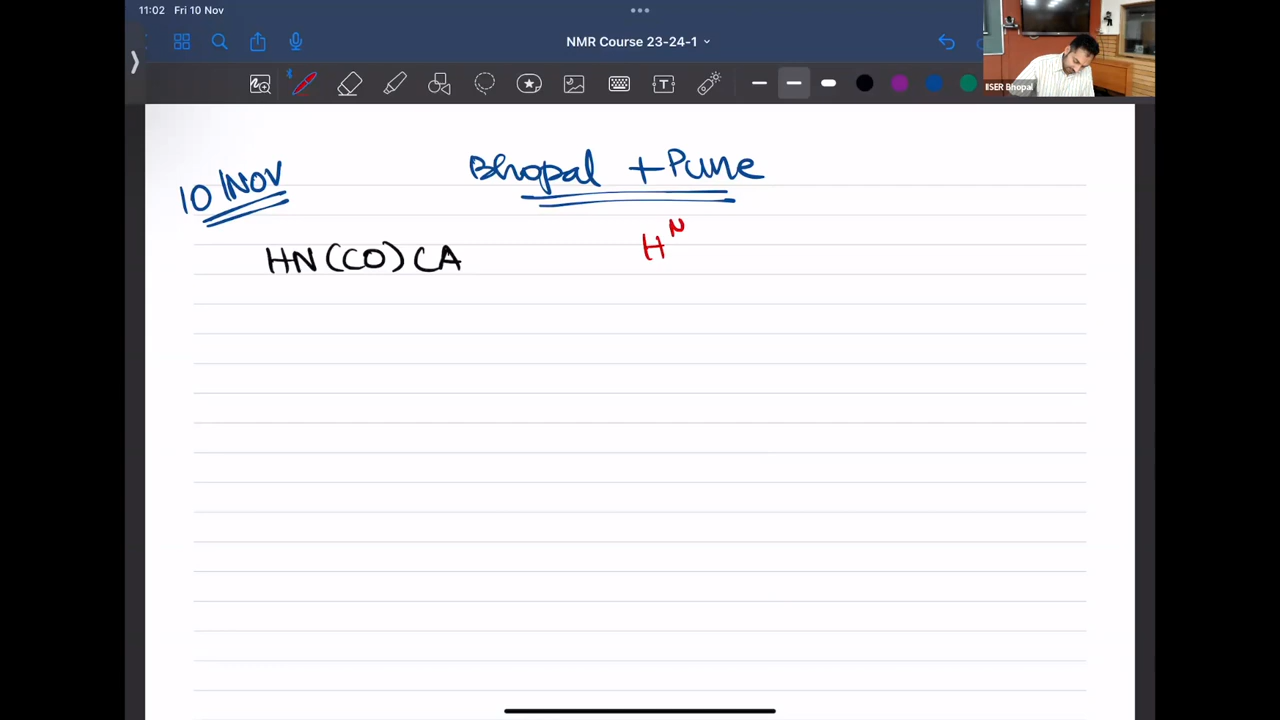 11:02 Fri 10 Nov
NMR Course 23-24-1
IISER Bhopal
10 Nov
Bhopal + Pune
H^N
HN(CO)CA